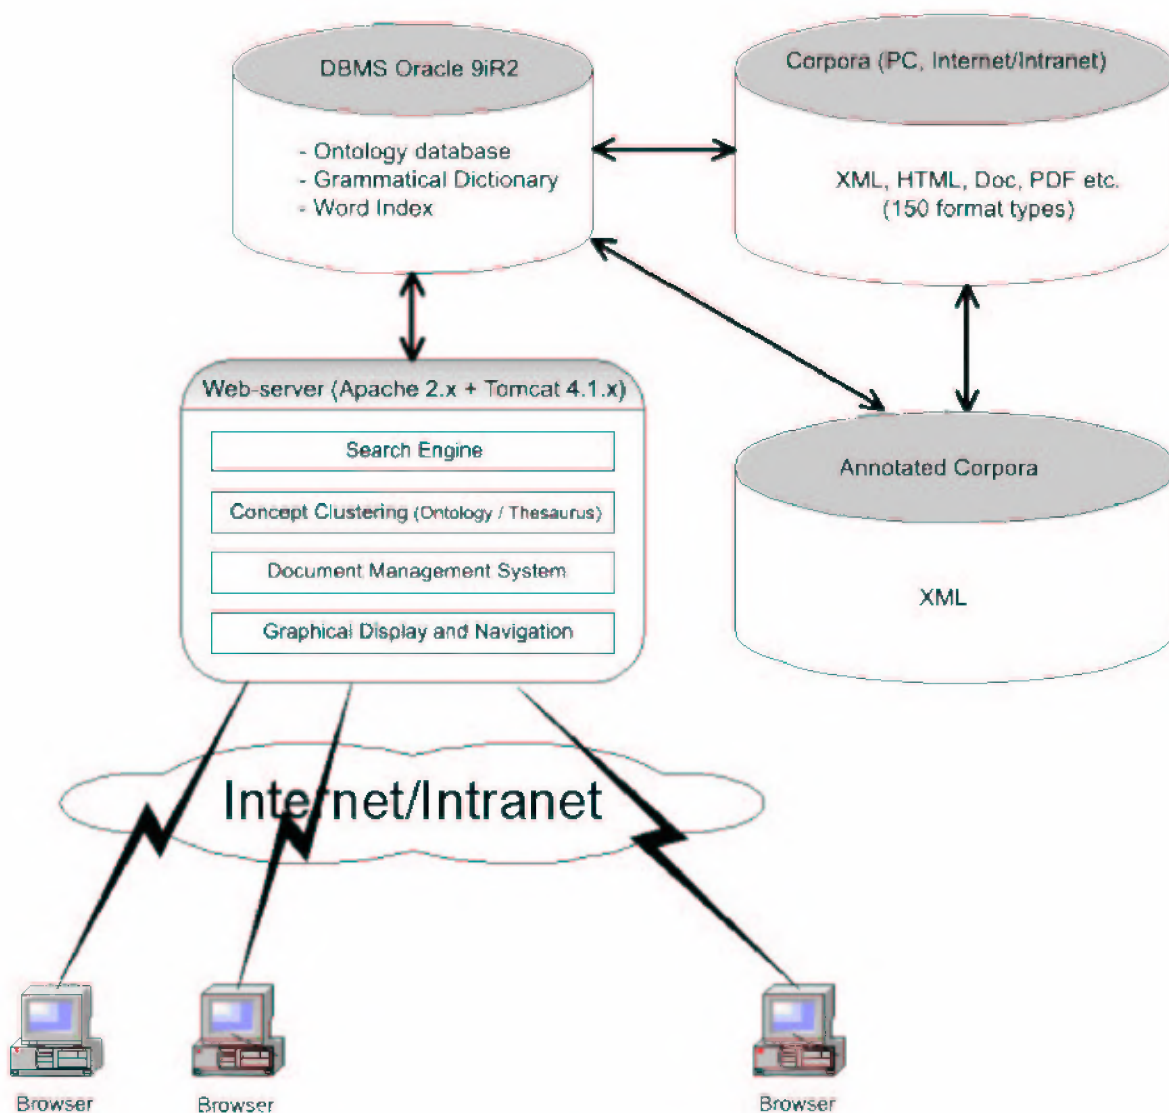 DBMS Oracle 9iR2
- Ontology database
- Grammatical Dictionary
- Word Index
Corpora (PC, Internet/Intranet)
XML, HTML, Doc, PDF etc.
(150 format types)
Web-server (Apache 2.x + Tomcat 4.1.x)
Search Engine
Concept Clustering (Ontology / Thesaurus)
Document Management System
Graphical Display and Navigation
Annotated Corpora
XML
Internet/Intranet
Browser
Browser
Browser